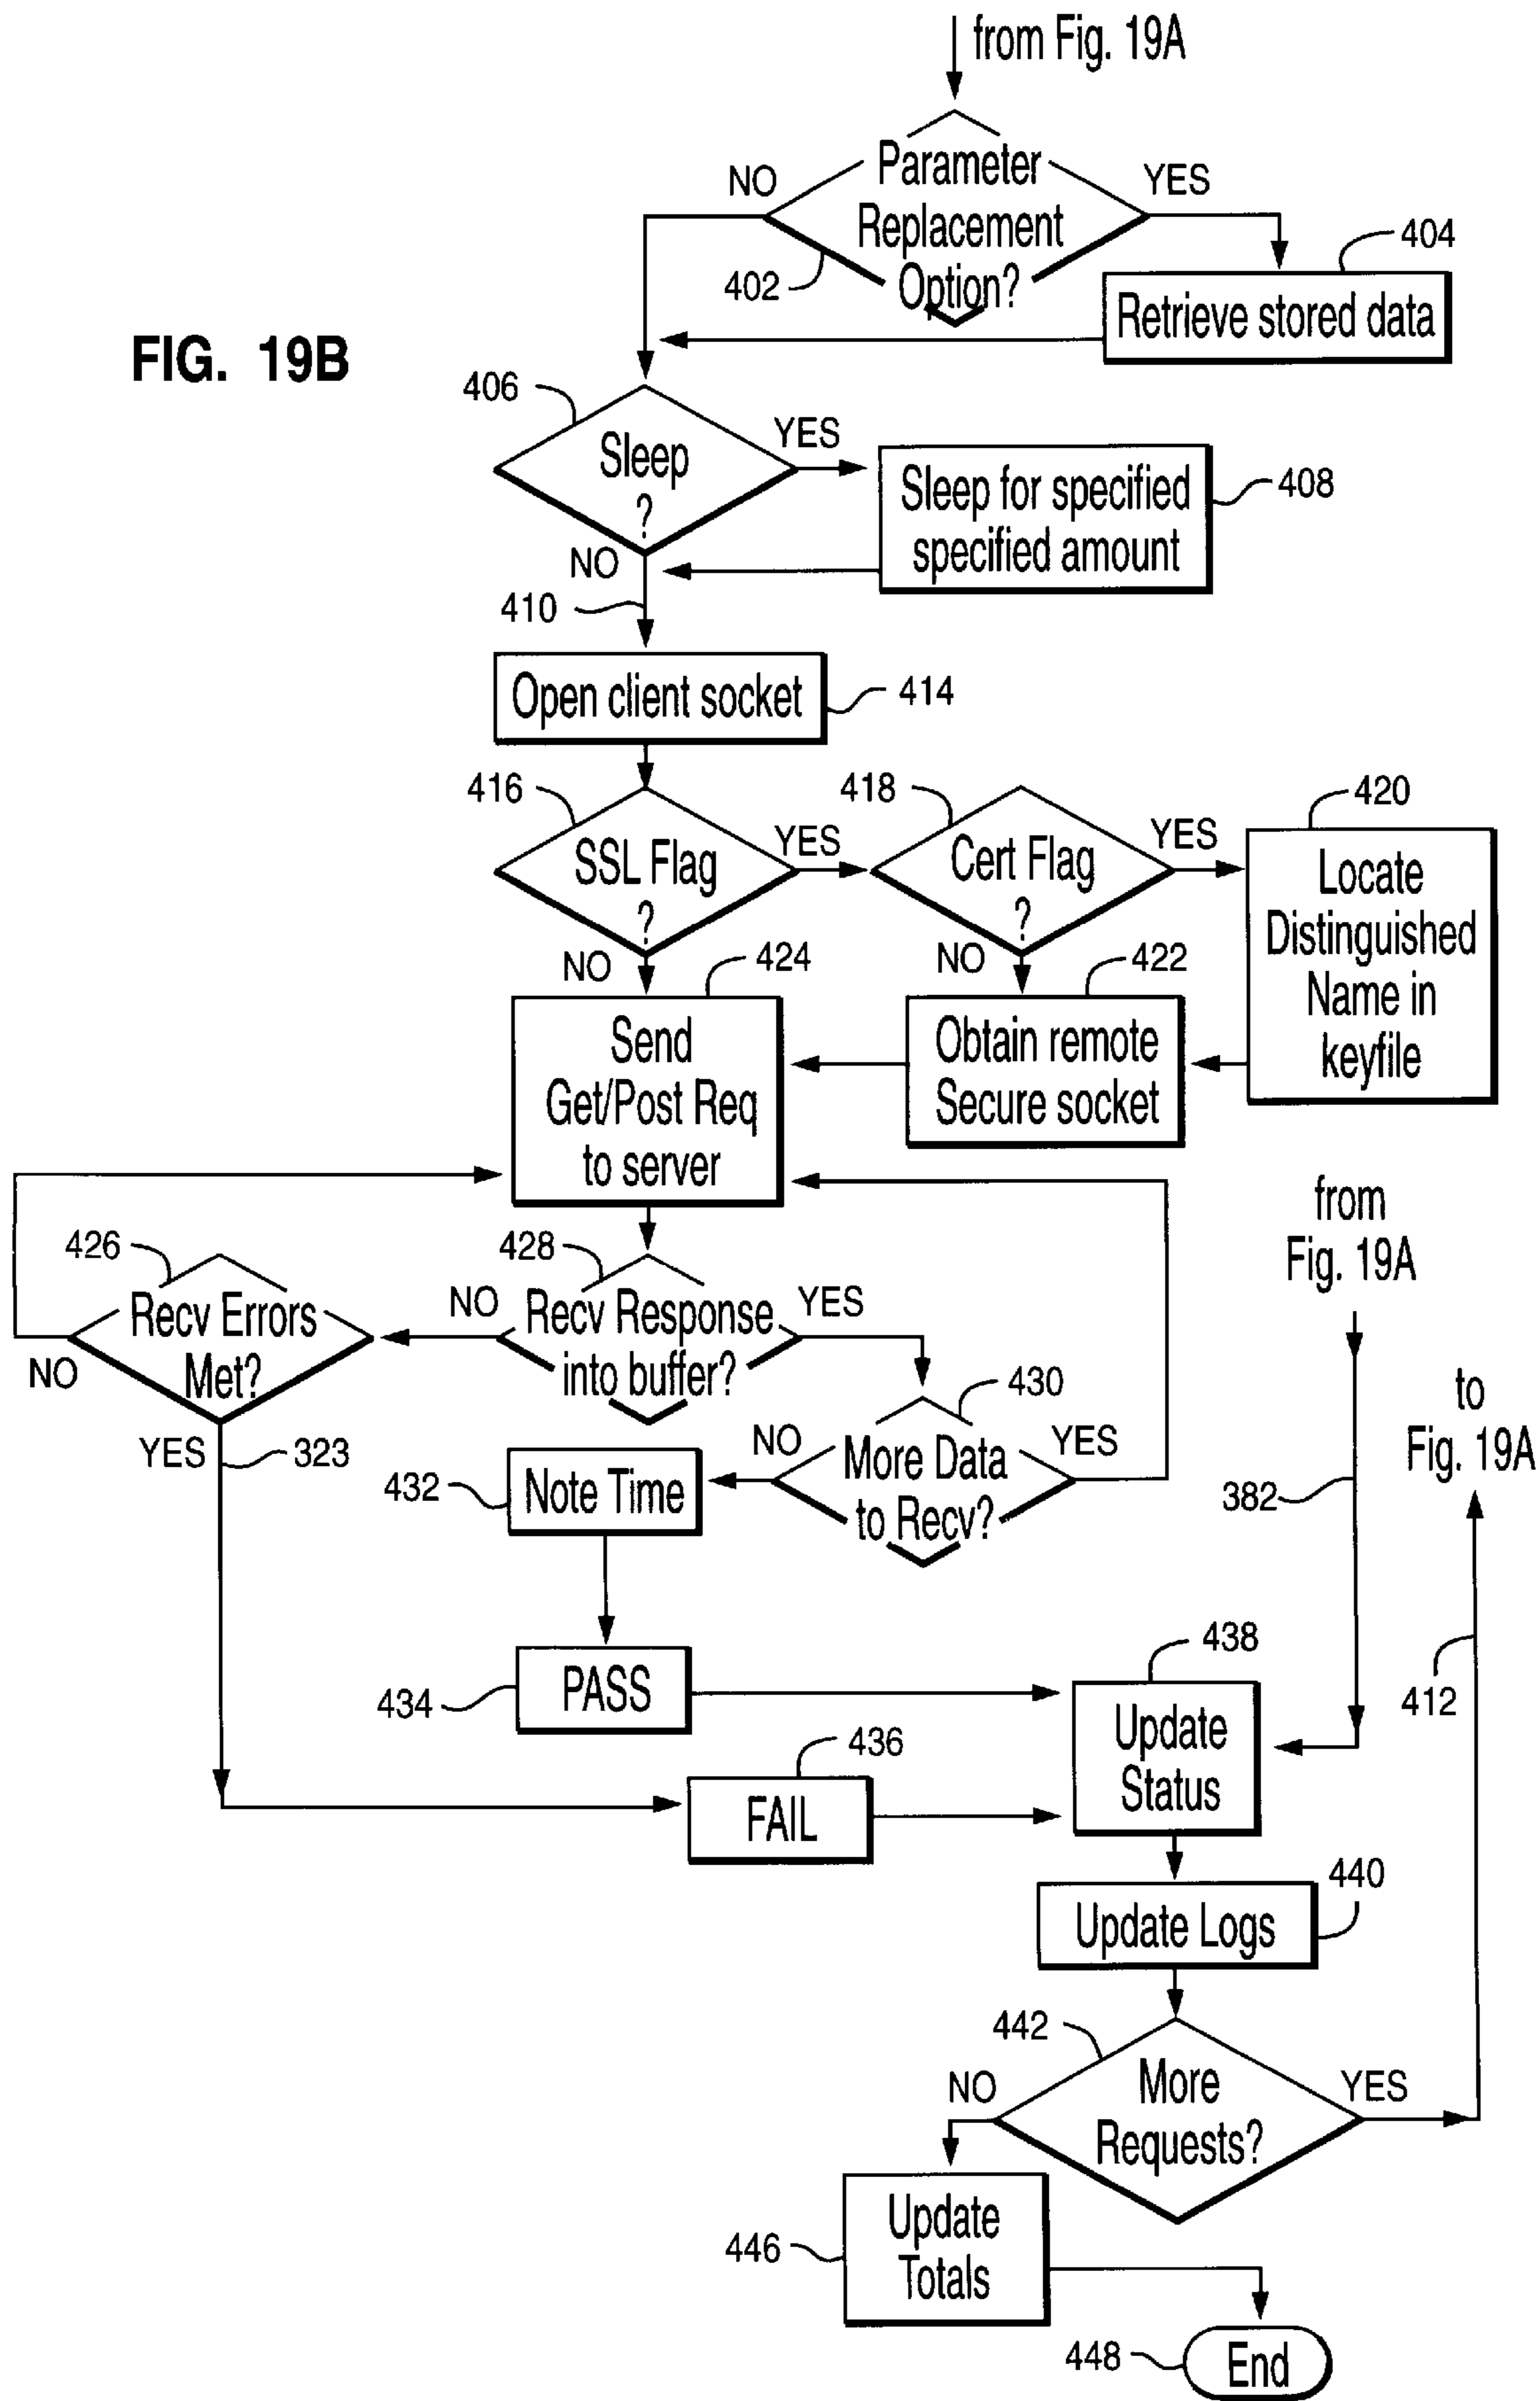 from Fig. 19A
Parameter
Replacement
Option?
NO
YES
402
404
Retrieve stored data
FIG. 19B
406
Sleep
?
YES
NO
Sleep for specified
specified amount
408
410
Open client socket
414
416
SSL Flag
?
YES
NO
418
Cert Flag
?
YES
NO
420
Locate
Distinguished
Name in
keyfile
422
Obtain remote
Secure socket
424
Send
Get/Post Req
to server
426
Recv Errors
Met?
NO
YES
323
428
Recv Response
into buffer?
NO
YES
430
More Data
to Recv?
NO
YES
432
Note Time
from
Fig. 19A
382
to
Fig. 19A
412
434
PASS
436
FAIL
438
Update
Status
440
Update Logs
442
More
Requests?
NO
YES
446
Update
Totals
448
End